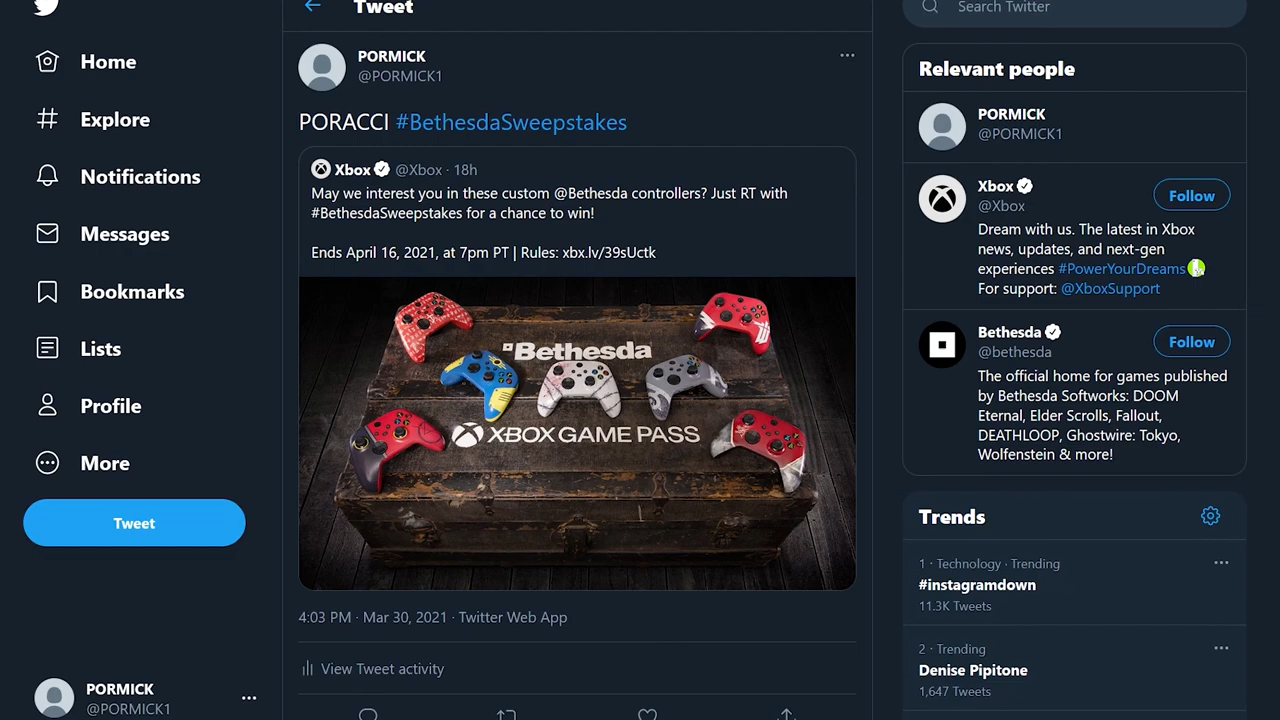 Tweet
Search Twitter
Home
Explore
Notifications
Messages
Bookmarks
Lists
Profile
More
Tweet
PORMICK
@PORMICK1
PORMICK
@PORMICK1
PORACCI #BethesdaSweepstakes
Xbox @Xbox · 18h
May we interest you in these custom @Bethesda controllers? Just RT with
#BethesdaSweepstakes for a chance to win!
Ends April 16, 2021, at 7pm PT | Rules: xbx.lv/39sUctk
Bethesda
XBOX GAME PASS
4:03 PM · Mar 30, 2021 · Twitter Web App
View Tweet activity
Relevant people
PORMICK
@PORMICK1
Xbox
@Xbox
Follow
Dream with us. The latest in Xbox
news, updates, and next-gen
experiences #PowerYourDreams
For support: @XboxSupport
Bethesda
@bethesda
Follow
The official home for games published
by Bethesda Softworks: DOOM
Eternal, Elder Scrolls, Fallout,
DEATHLOOP, Ghostwire: Tokyo,
Wolfenstein & more!
Trends
1 · Technology · Trending
#instagramdown
11.3K Tweets
2 · Trending
Denise Pipitone
1,647 Tweets